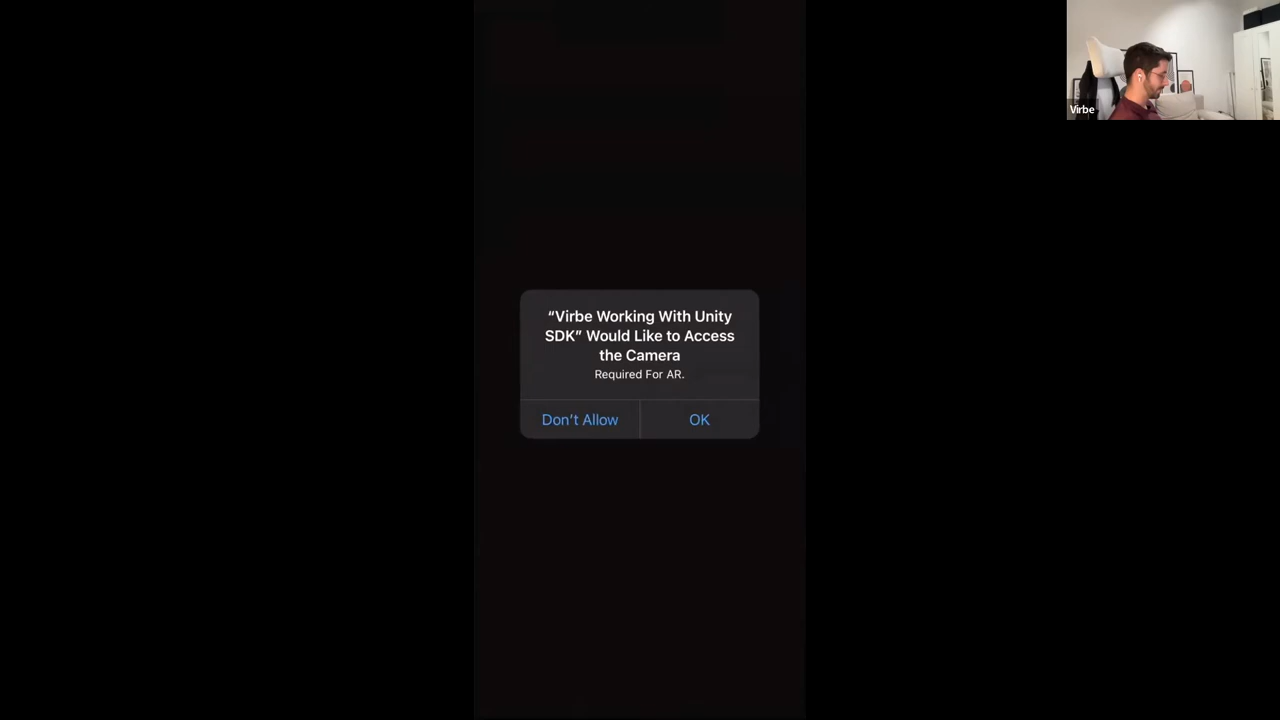 Virbe
“Virbe Working With Unity
SDK” Would Like to Access
the Camera
Required For AR.
Don’t Allow
OK